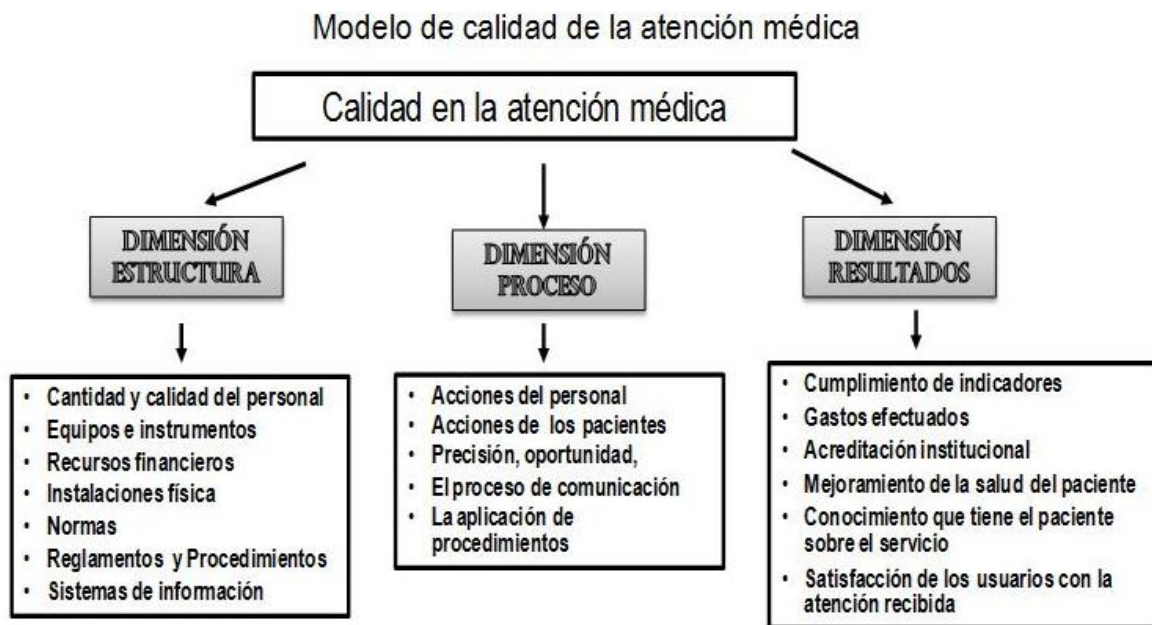 Modelo de calidad de la atención médica
Calidad en la atención médica
DIMENSIÓN
ESTRUCTURA
• Cantidad y calidad del personal
• Equipos e instrumentos
• Recursos financieros
• Instalaciones física
• Normas
• Reglamentos y Procedimientos
• Sistemas de información
DIMENSIÓN
PROCESO
• Acciones del personal
• Acciones de los pacientes
• Precisión, oportunidad,
• El proceso de comunicación
• La aplicación de
procedimientos
DIMENSIÓN
RESULTADOS
• Cumplimiento de indicadores
• Gastos efectuados
• Acreditación institucional
• Mejoramiento de la salud del paciente
• Conocimiento que tiene el paciente
sobre el servicio
• Satisfacción de los usuarios con la
atención recibida